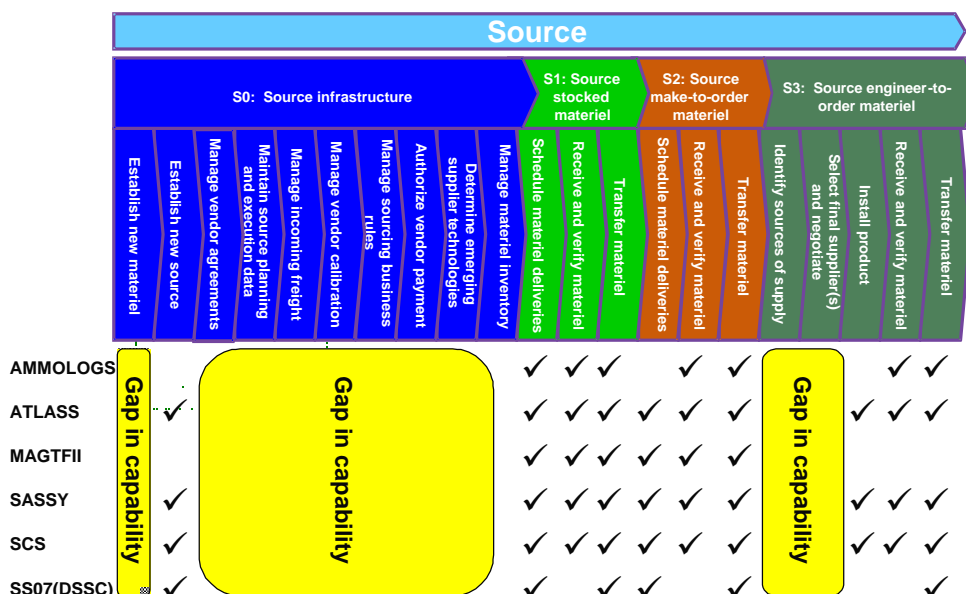 Source
S0:  Source infrastructure
S1: Source
stocked
materiel
S2: Source
make-to-order
materiel
S3: Source engineer-to-
order materiel
Establish new materiel
Establish new source
Manage vendor agreements
Maintain source planning
and execution data
Manage incoming freight
Manage vendor calibration
Manage sourcing business
rules
Authorize vendor payment
Determine emerging
supplier technologies
Manage materiel inventory
Schedule materiel deliveries
Receive and verify materiel
Transfer materiel
Schedule materiel deliveries
Receive and verify materiel
Transfer materiel
Identify sources of supply
Select final supplier(s)
and negotiate
Install product
Receive and verify materiel
Transfer materiel
AMMOLOGS
ATLASS
MAGTFII
SASSY
SCS
SS07(DSSC)
Gap in capability
Gap in capability
Gap in capability